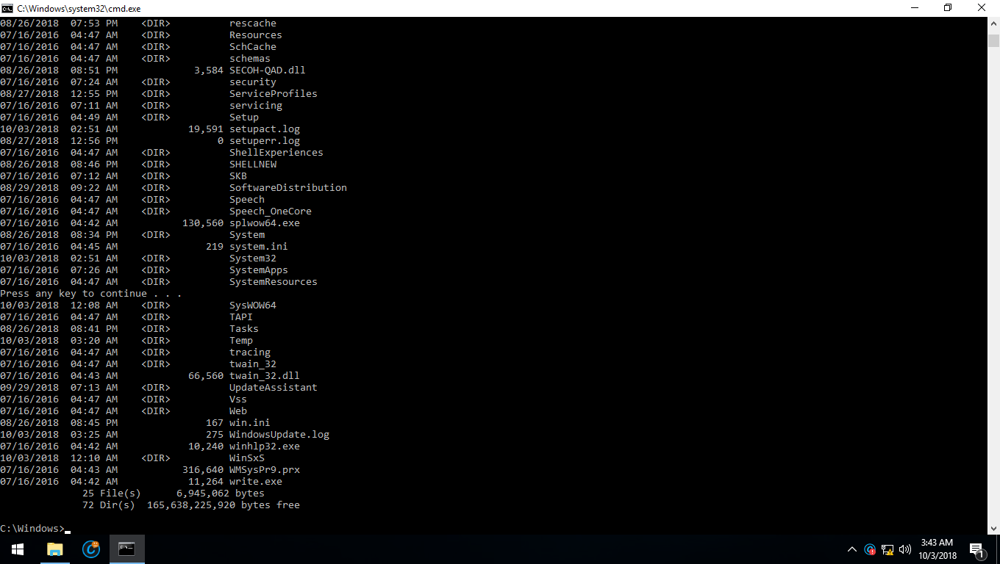 C:\Windows\system32\cmd.exe
08/26/2018  07:53 PM    <DIR>          rescache
07/16/2016  04:47 AM    <DIR>          Resources
07/16/2016  04:47 AM    <DIR>          SchCache
07/16/2016  04:47 AM    <DIR>          schemas
08/26/2018  08:51 PM             3,584 SECOH-QAD.dll
07/16/2016  07:24 AM    <DIR>          security
08/27/2018  12:55 PM    <DIR>          ServiceProfiles
07/16/2016  07:11 AM    <DIR>          servicing
07/16/2016  04:49 AM    <DIR>          Setup
10/03/2018  02:51 AM            19,591 setupact.log
08/27/2018  12:56 PM                 0 setuperr.log
07/16/2016  04:47 AM    <DIR>          ShellExperiences
08/26/2018  08:46 PM    <DIR>          SHELLNEW
07/16/2016  07:12 AM    <DIR>          SKB
08/29/2018  09:22 AM    <DIR>          SoftwareDistribution
07/16/2016  04:47 AM    <DIR>          Speech
07/16/2016  04:47 AM    <DIR>          Speech_OneCore
07/16/2016  04:42 AM           130,560 splwow64.exe
08/26/2018  08:34 PM    <DIR>          System
07/16/2016  04:45 AM               219 system.ini
10/03/2018  02:51 AM    <DIR>          System32
07/16/2016  07:26 AM    <DIR>          SystemApps
07/16/2016  04:47 AM    <DIR>          SystemResources
Press any key to continue . . .
10/03/2018  12:08 AM    <DIR>          SysWOW64
07/16/2016  04:47 AM    <DIR>          TAPI
08/26/2018  08:41 PM    <DIR>          Tasks
10/03/2018  03:20 AM    <DIR>          Temp
07/16/2016  04:47 AM    <DIR>          tracing
07/16/2016  04:47 AM    <DIR>          twain_32
07/16/2016  04:43 AM            66,560 twain_32.dll
09/29/2018  07:13 AM    <DIR>          UpdateAssistant
07/16/2016  04:47 AM    <DIR>          Vss
07/16/2016  04:47 AM    <DIR>          Web
08/26/2018  08:45 PM               167 win.ini
10/03/2018  03:25 AM               275 WindowsUpdate.log
07/16/2016  04:42 AM            10,240 winhlp32.exe
10/03/2018  12:10 AM    <DIR>          WinSxS
07/16/2016  04:43 AM           316,640 WMSysPr9.prx
07/16/2016  04:42 AM            11,264 write.exe
              25 File(s)      6,945,062 bytes
              72 Dir(s)  165,638,225,920 bytes free
C:\Windows>
3:43 AM
10/3/2018
1